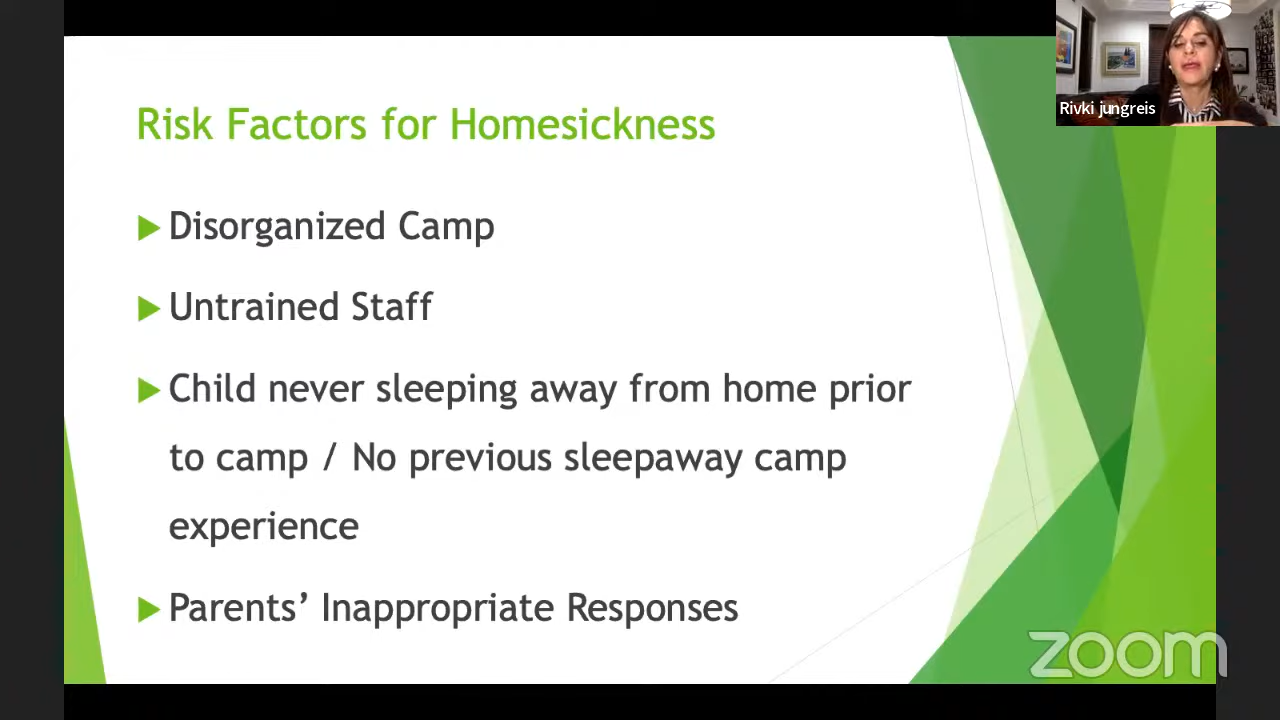 Risk Factors for Homesickness
Disorganized Camp
Untrained Staff
Child never sleeping away from home prior
to camp / No previous sleepaway camp
experience
Parents’ Inappropriate Responses
Rivki jungreis
zoom